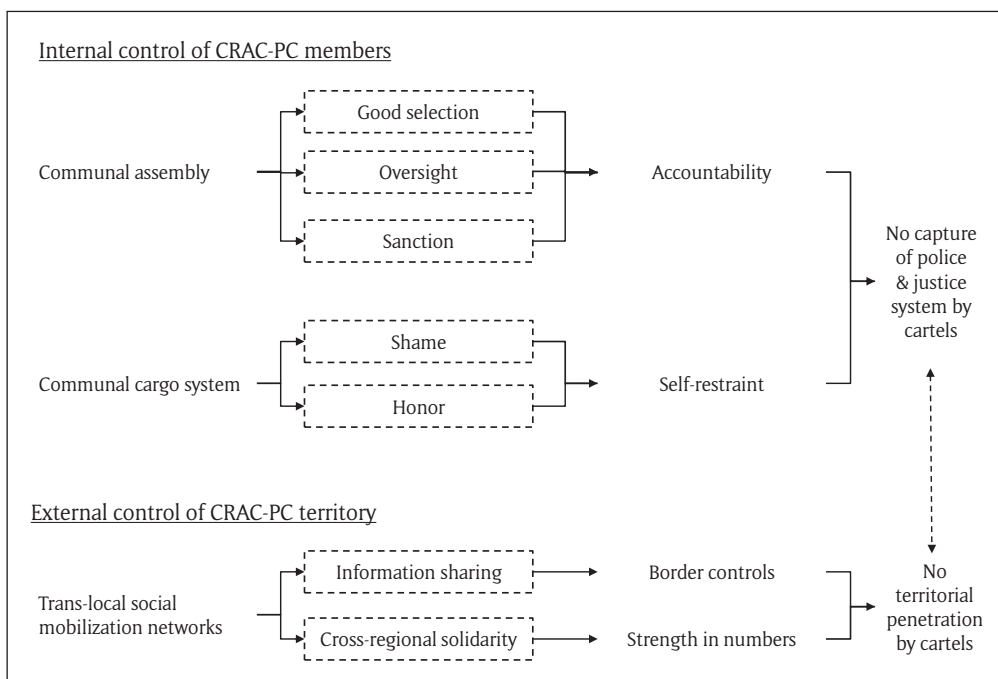 Internal control of CRAC-PC members
Good selection
Communal assembly
Oversight
Accountability
Sanction
No capture
of police
& justice
system by
cartels
Shame
Communal cargo system
Self-restraint
Honor
External control of CRAC-PC territory
Information sharing
Border controls
Trans-local social
mobilization networks
Cross-regional solidarity
Strength in numbers
No
territorial
penetration
by cartels